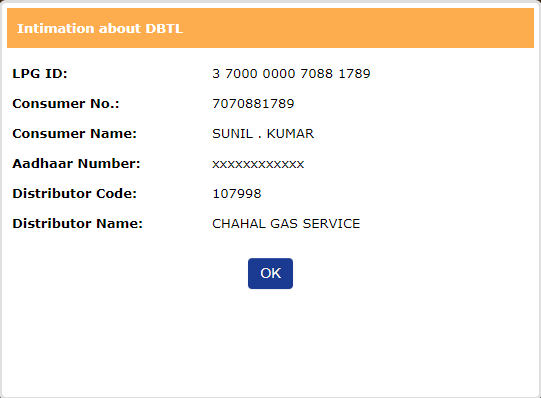 Intimation about DBTL
LPG ID: 3 7000 0000 7088 1789
Consumer No.: 7070881789
Consumer Name: SUNIL . KUMAR
Aadhaar Number: xxxxxxxxxxxx
Distributor Code: 107998
Distributor Name: CHAHAL GAS SERVICE
OK